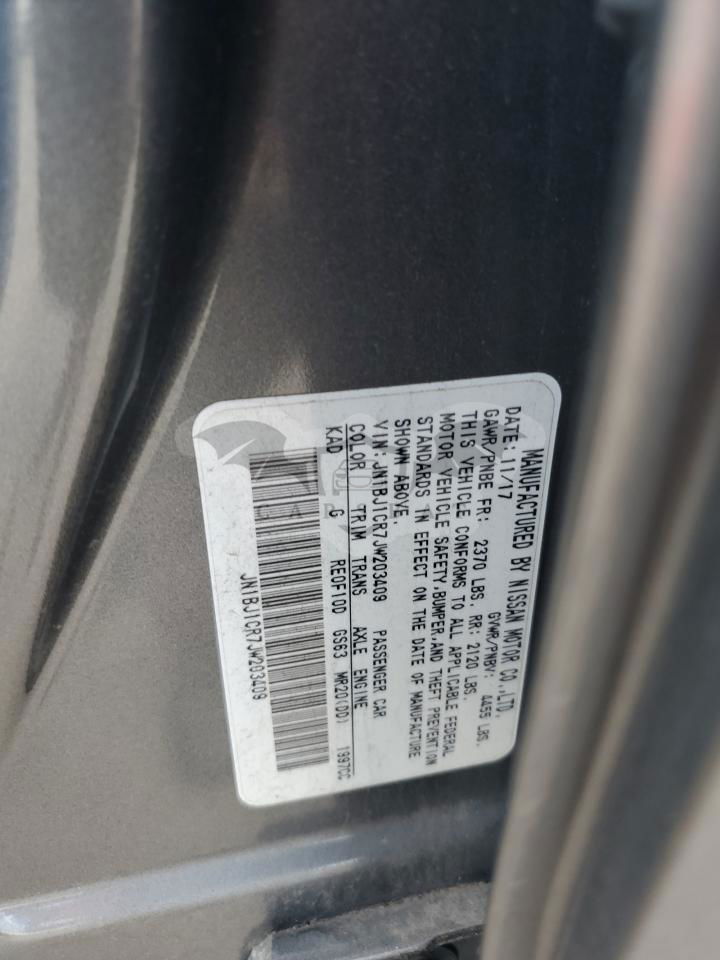 MANUFACTURED BY NISSAN MOTOR CO.,LTD.
DATE:11/17 GVWR/PNBV: 4455 LBS.
GAWR/PNBE FR: 2370 LBS. RR: 2120 LBS.
THIS VEHICLE CONFORMS TO ALL APPLICABLE FEDERAL
MOTOR VEHICLE SAFETY,BUMPER,AND THEFT PREVENTION
STANDARDS IN EFFECT ON THE DATE OF MANUFACTURE
SHOWN ABOVE.
VIN:JN1BJ1CR7JW203409 PASSENGER CAR
COLOR TRIM TRANS AXLE ENGINE
KAD G RE0F10D GS63 MR20(DD) 1997CC
JN1BJ1CR7JW203409